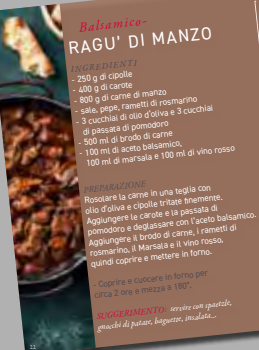 Balsamico-
RAGU' DI MANZO
INGREDIENTI
- 250 g di cipolle
- 400 g di carote
- 800 g di carne di manzo
- sale, pepe, rametti di rosmarino
- 3 cucchiai di olio d'oliva e 3 cucchiai
di passata di pomodoro
- 500 ml di brodo di carne
- 100 ml di aceto balsamico,
100 ml di marsala e 100 ml di vino rosso
PREPARAZIONE
Rosolare la carne in una teglia con
olio d'oliva e cipolle tritate finemente.
Aggiungere le carote e la passata di
pomodoro e deglassare con l'aceto balsamico.
Aggiungere il brodo di carne, i rametti di
rosmarino, il Marsala e il vino rosso,
quindi coprire e mettere in forno.
- Coprire e cuocere in forno per
circa 2 ore e mezza a 180°.
SUGGERIMENTO: servire con spaetzle,
gnocchi di patate, baguette, insalata...
22